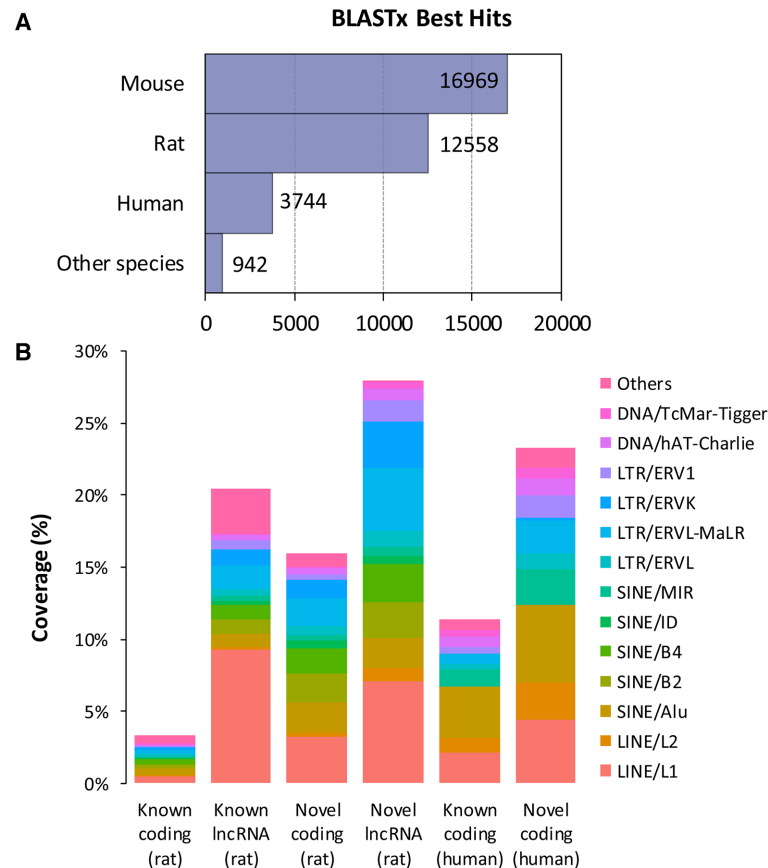 A
BLASTx Best Hits
Mouse
16969
Rat
12558
Human
3744
Other species
942
0 5000 10000 15000 20000
B
30%
25%
20%
15%
10%
5%
0%
Coverage (%)
Others
DNA/TcMar-Tigger
DNA/hAT-Charlie
LTR/ERV1
LTR/ERVK
LTR/ERVL-MaLR
LTR/ERVL
SINE/MIR
SINE/ID
SINE/B4
SINE/B2
SINE/Alu
LINE/L2
LINE/L1
Known
coding
(rat)
Known
lncRNA
(rat)
Novel
coding
(rat)
Novel
lncRNA
(rat)
Known
coding
(human)
Novel
coding
(human)